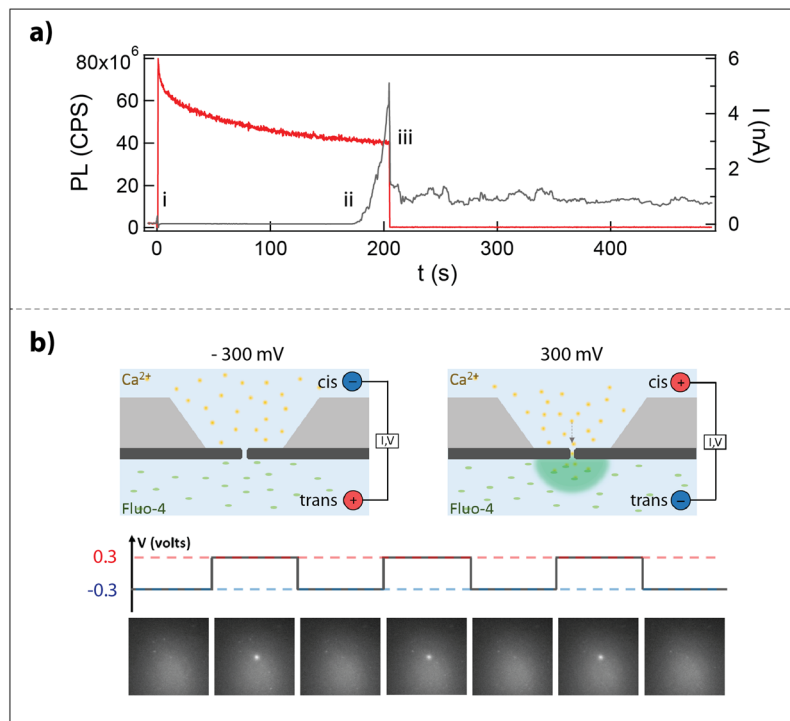 a)
80x10⁶
60
40
20
0
PL (CPS)
i
ii
iii
6
4
2
0
I (nA)
0
100
200
300
400
t (s)
b)
- 300 mV
300 mV
Ca²⁺
cis
−
I,V
Fluo-4
trans
+
Ca²⁺
cis
+
I,V
Fluo-4
trans
−
V (volts)
0.3
-0.3